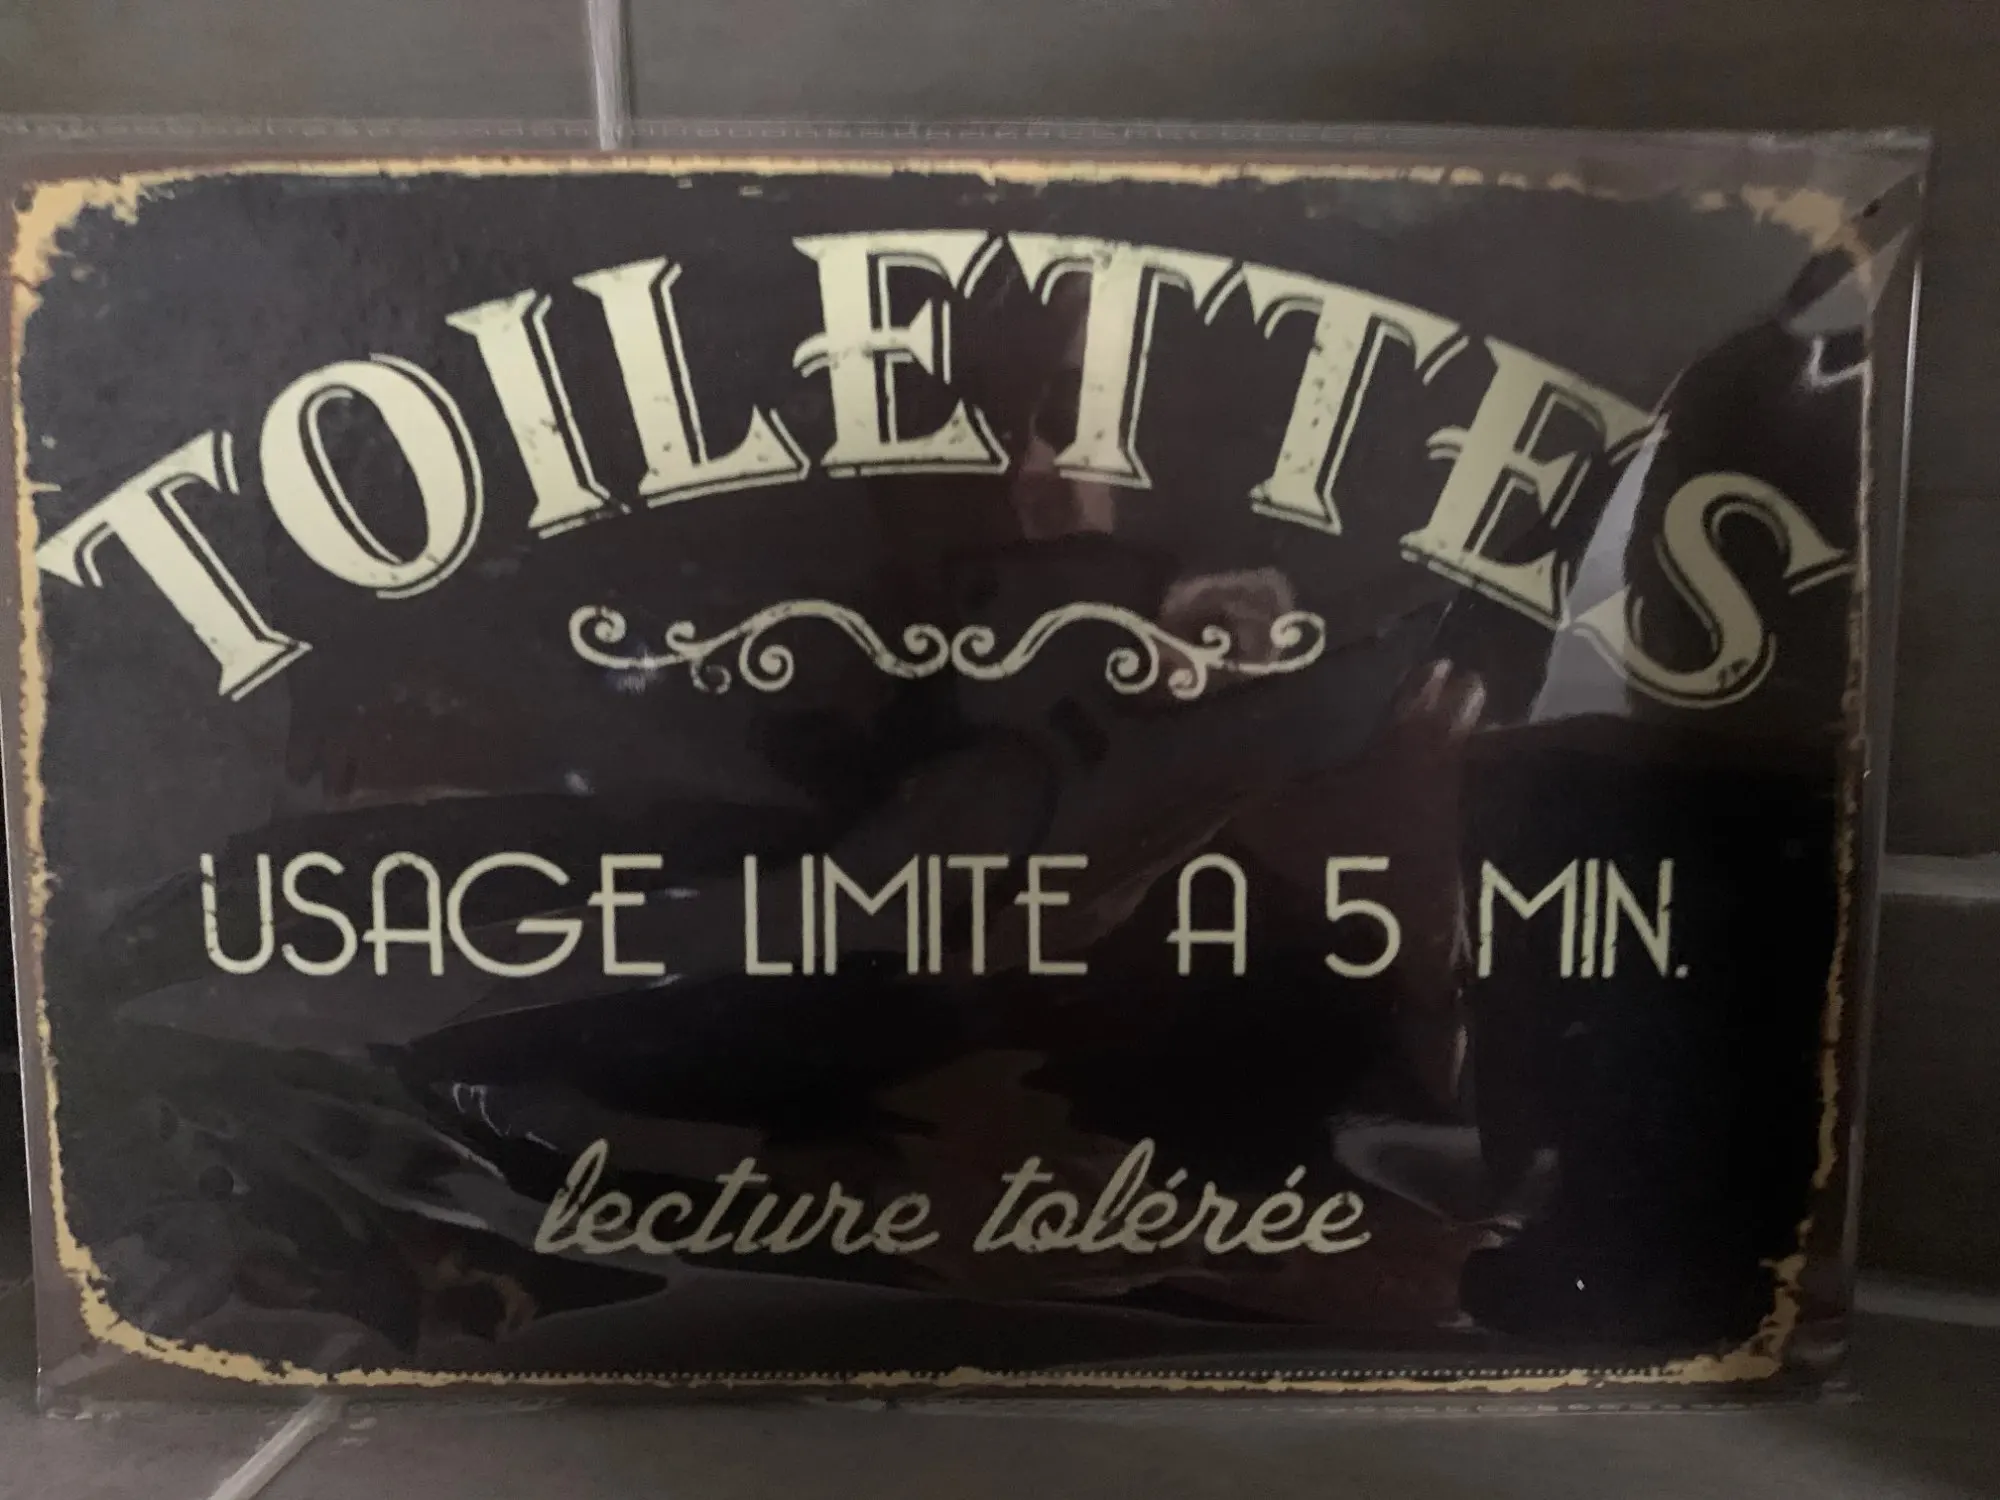 TOILETTES
USAGE LIMITE A 5 MIN.
lecture tolérée